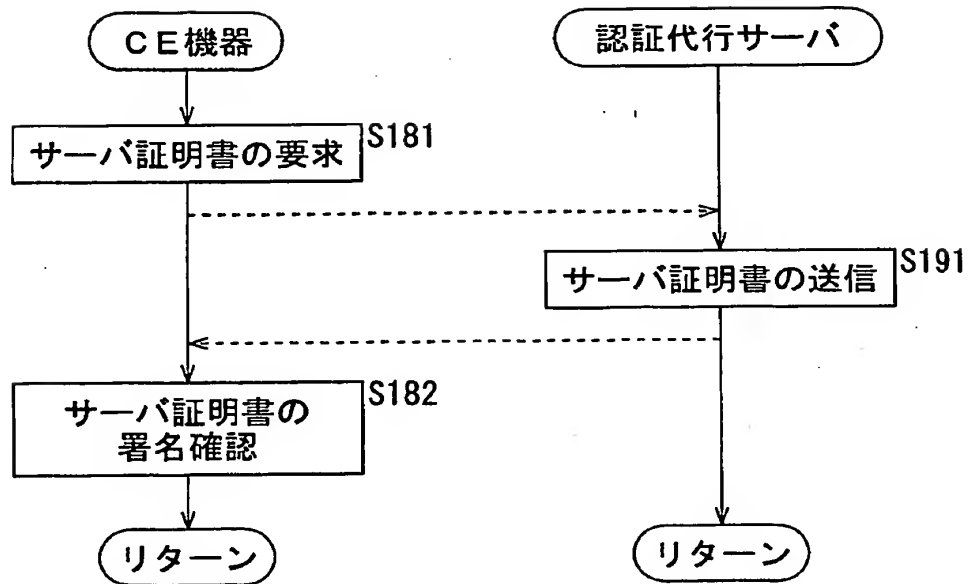 CE機器
認証代行サーバ
サーバ証明書の要求
S181
サーバ証明書の送信
S191
サーバ証明書の
署名確認
S182
リターン
リターン